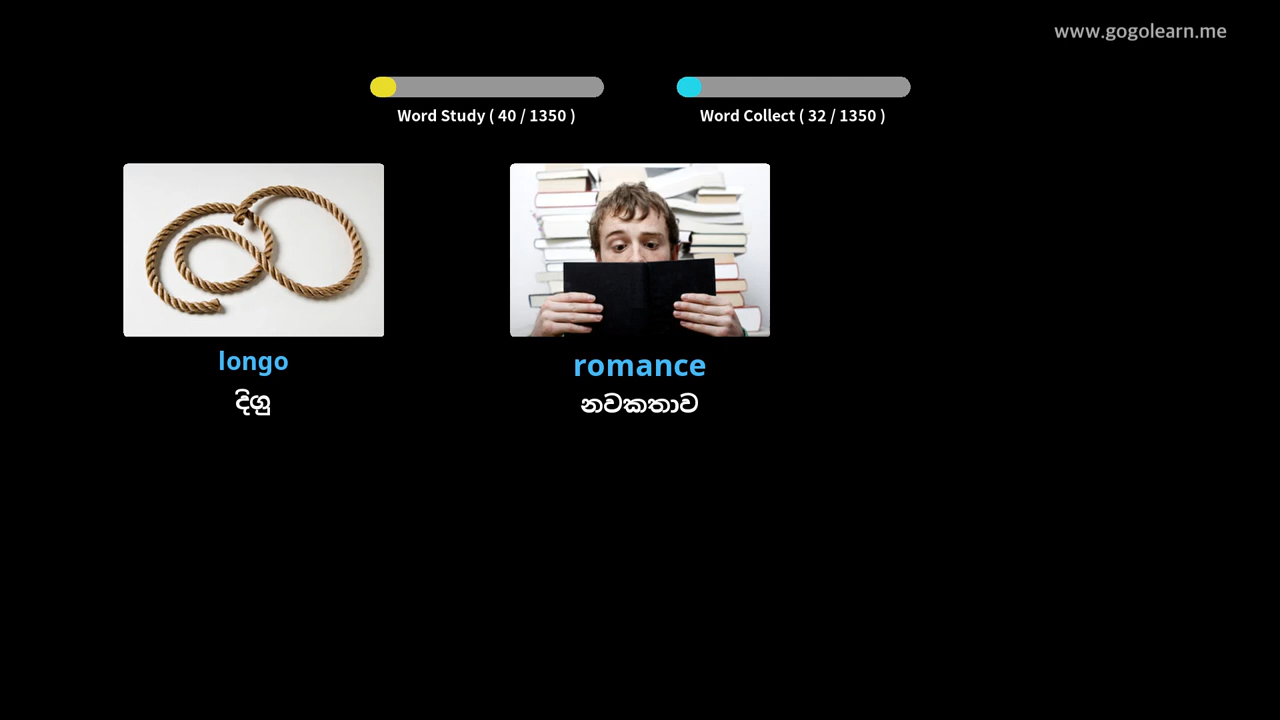 www.gogolearn.me
Word Study ( 40 / 1350 )
Word Collect ( 32 / 1350 )
longo
දිගු
romance
නවකතාව